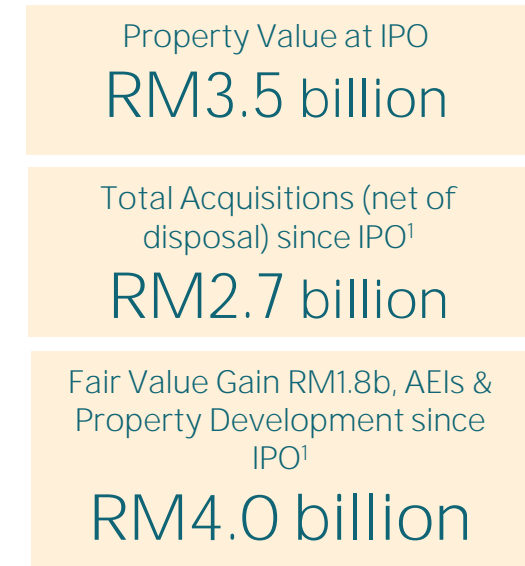 Property Value at IPO
RM3.5 billion
Total Acquisitions (net of
disposal) since IPO¹
RM2.7 billion
Fair Value Gain RM1.8b, AEIs &
Property Development since
IPO¹
RM4.0 billion